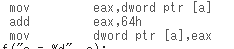 mov eax,dword ptr [a]
add eax,64h
mov dword ptr [a],eax